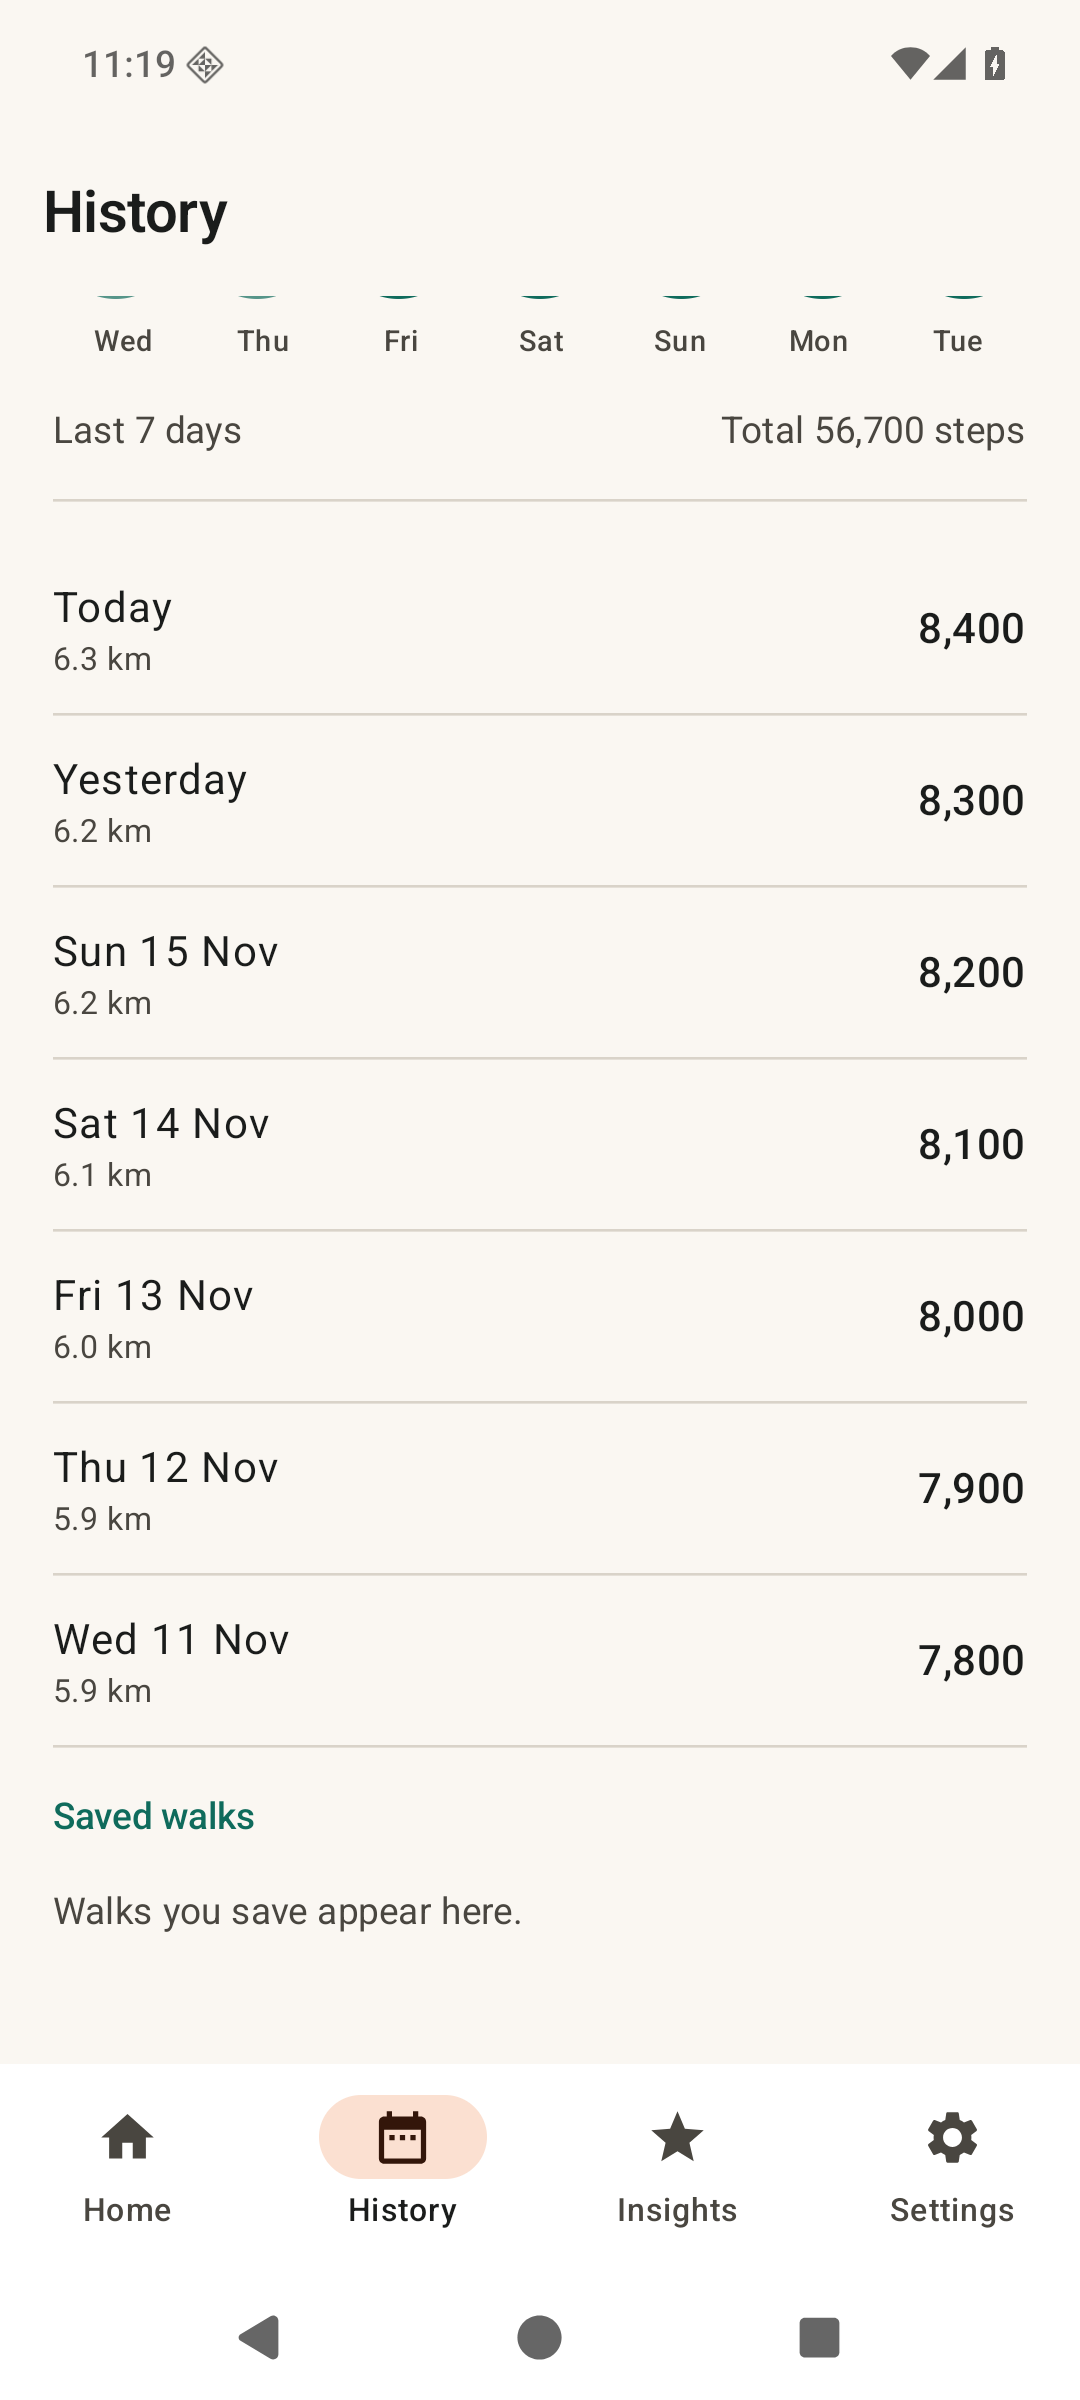 11:19
History
Wed Thu Fri Sat Sun Mon Tue
Last 7 days Total 56,700 steps
Today
6.3 km
8,400
Yesterday
6.2 km
8,300
Sun 15 Nov
6.2 km
8,200
Sat 14 Nov
6.1 km
8,100
Fri 13 Nov
6.0 km
8,000
Thu 12 Nov
5.9 km
7,900
Wed 11 Nov
5.9 km
7,800
Saved walks
Walks you save appear here.
Home History Insights Settings